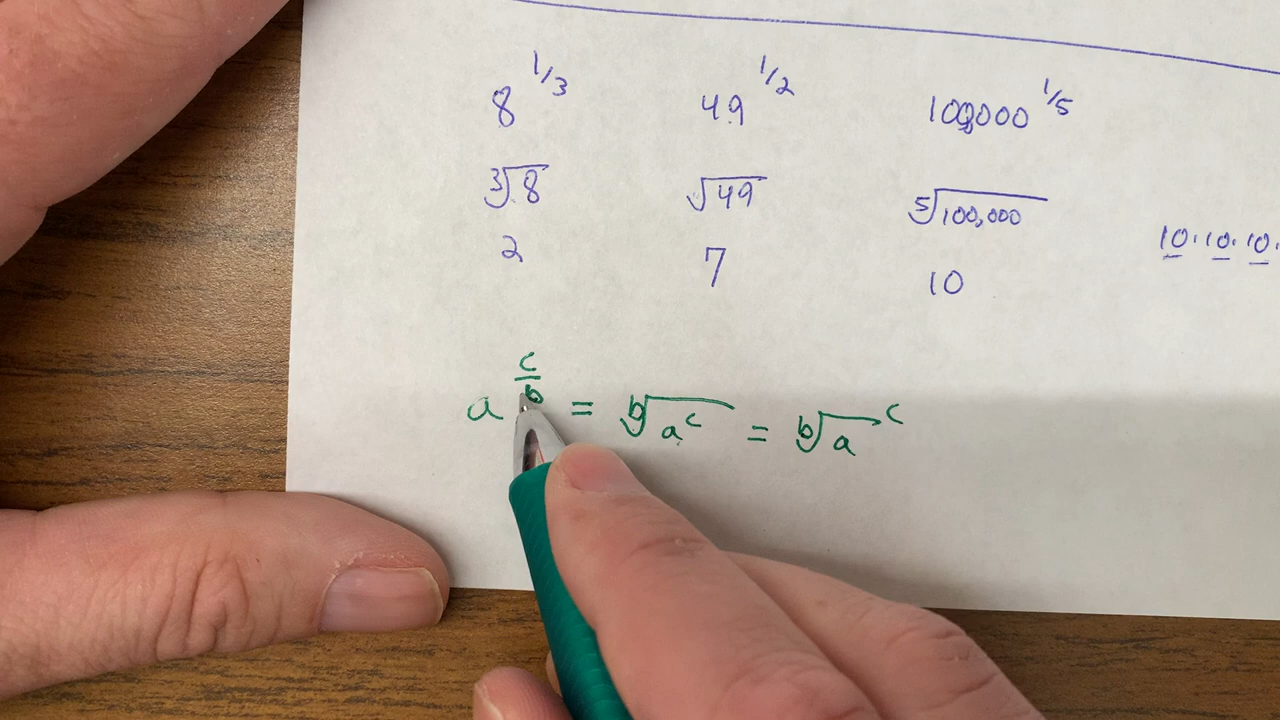 8^1/3 49^1/2 100,000^1/5
∛8 √49 ⁵√100,000
10·10·10·
2 7 10
a^(c/b) = ᵇ√a^c = ᵇ√a ^c